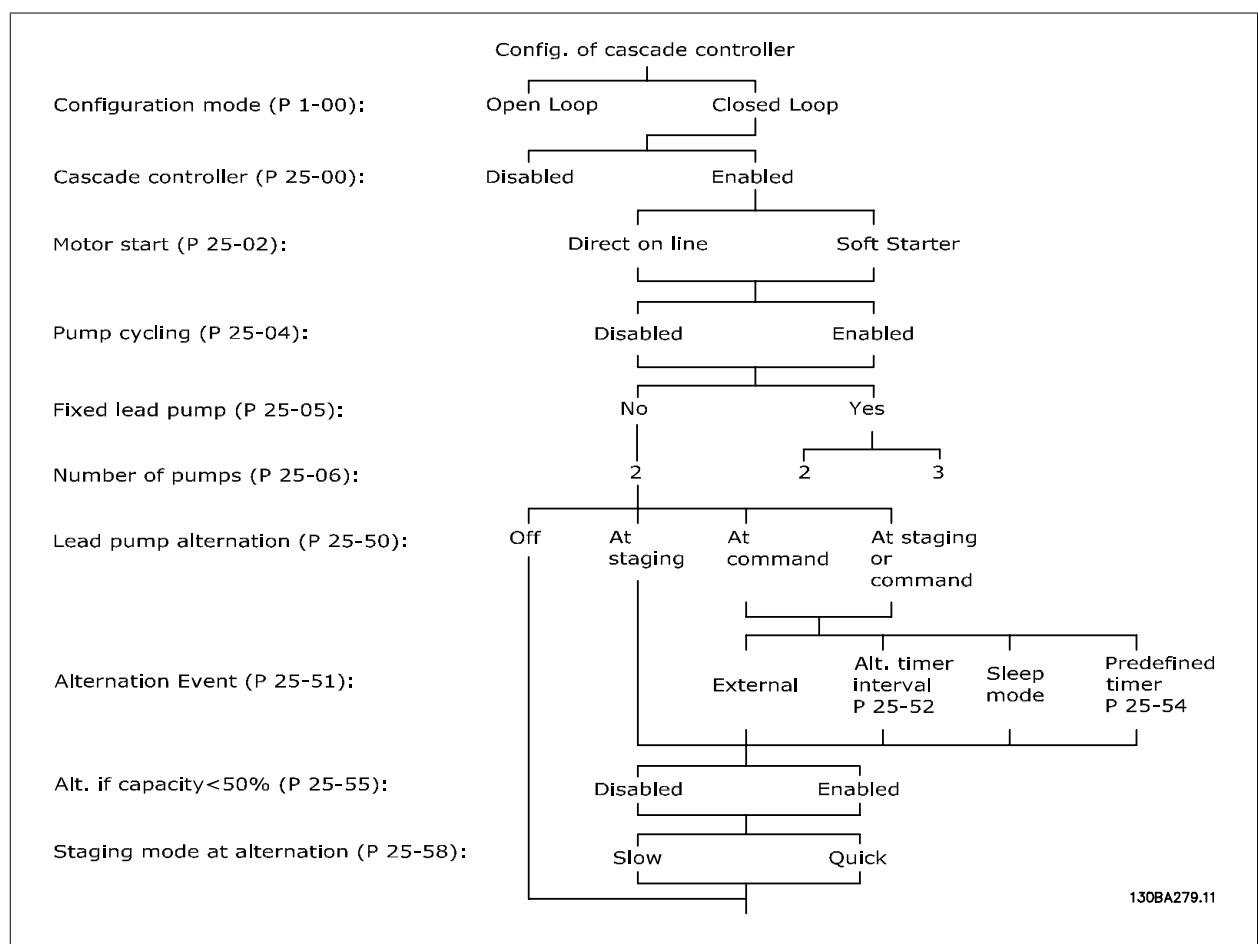 Config. of cascade controller
Configuration mode (P 1-00): Open Loop Closed Loop
Cascade controller (P 25-00): Disabled Enabled
Motor start (P 25-02): Direct on line Soft Starter
Pump cycling (P 25-04): Disabled Enabled
Fixed lead pump (P 25-05): No Yes
Number of pumps (P 25-06): 2 2 3
Lead pump alternation (P 25-50): Off At staging At command At staging or command
Alternation Event (P 25-51): External Alt. timer interval P 25-52 Sleep mode Predefined timer P 25-54
Alt. if capacity<50% (P 25-55): Disabled Enabled
Staging mode at alternation (P 25-58): Slow Quick
130BA279.11